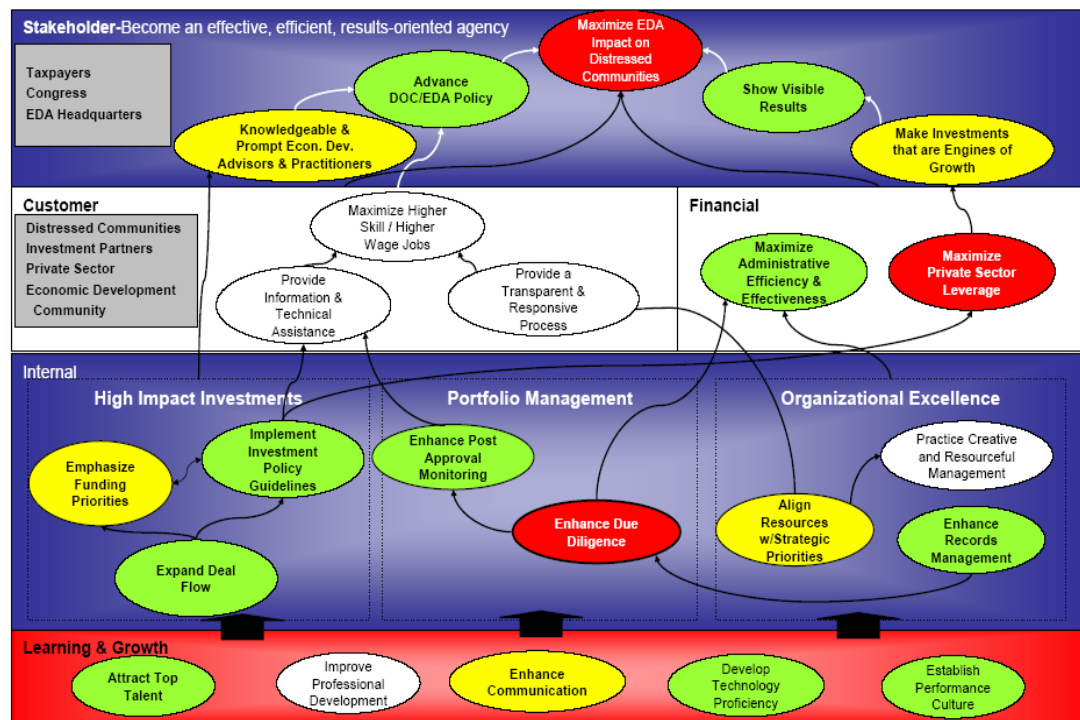 Stakeholder-Become an effective, efficient, results-oriented agency
Taxpayers
Congress
EDA Headquarters
Maximize EDA
Impact on
Distressed
Communities
Advance
DOC/EDA Policy
Show Visible
Results
Knowledgeable &
Prompt Econ. Dev.
Advisors & Practitioners
Make Investments
that are Engines of
Growth
Customer
Distressed Communities
Investment Partners
Private Sector
Economic Development
Community
Maximize Higher
Skill / Higher
Wage Jobs
Provide
Information &
Technical
Assistance
Provide a
Transparent &
Responsive
Process
Financial
Maximize
Administrative
Efficiency &
Effectiveness
Maximize
Private Sector
Leverage
Internal
High Impact Investments
Emphasize
Funding
Priorities
Implement
Investment
Policy
Guidelines
Expand Deal
Flow
Portfolio Management
Enhance Post
Approval
Monitoring
Enhance Due
Diligence
Organizational Excellence
Practice Creative
and Resourceful
Management
Align
Resources
w/Strategic
Priorities
Enhance
Records
Management
Learning & Growth
Attract Top
Talent
Improve
Professional
Development
Enhance
Communication
Develop
Technology
Proficiency
Establish
Performance
Culture